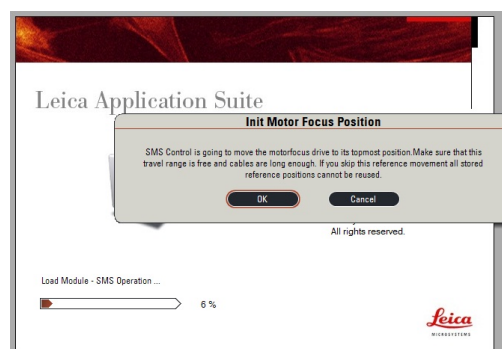 Leica Application Suite
Init Motor Focus Position
SMS Control is going to move the motorfocus drive to its topmost position.Make sure that this
travel range is free and cables are long enough. If you skip this reference movement all stored
reference positions cannot be reused.
OK Cancel
All rights reserved.
Load Module - SMS Operation ...
6 %
Leica
MICROSYSTEMS